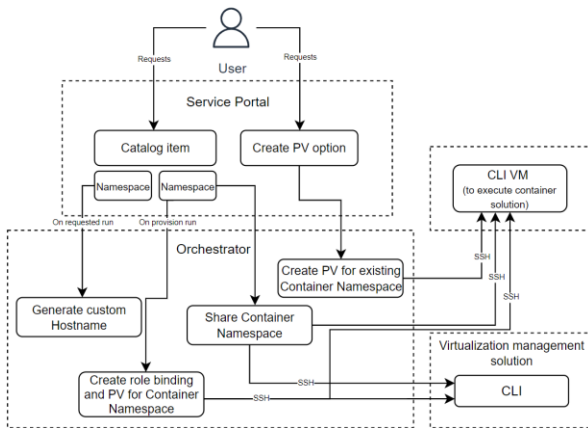 Requests
Requests
User
Service Portal
Catalog item
Create PV option
Namespace
Namespace
CLI VM
(to execute container
solution)
On requested run
On provision run
Orchestrator
SSH
SSH
SSH
Create PV for existing
Container Namespace
Generate custom
Hostname
Share Container
Namespace
Virtualization management
solution
Create role binding
and PV for Container
Namespace
SSH
SSH
CLI